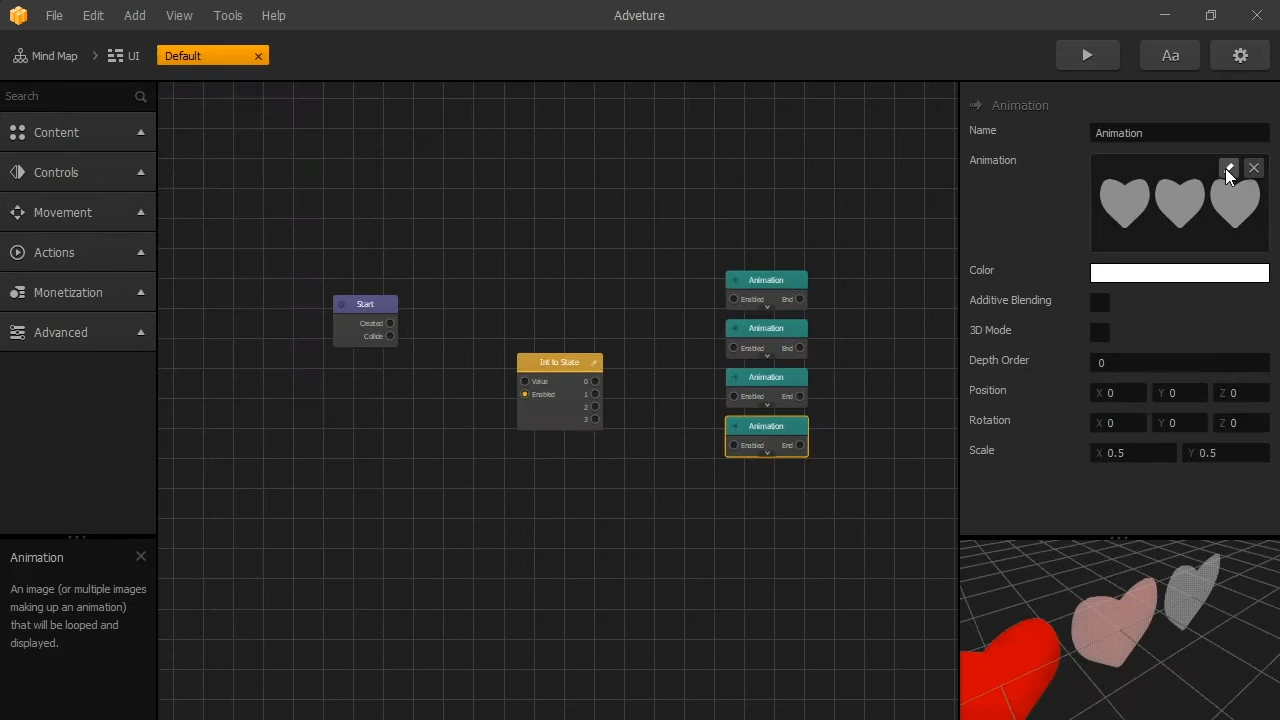 File Edit Add View Tools Help
Adveture
Mind Map
UI
Default
Aa
Search
Content
Controls
Movement
Actions
Monetization
Advanced
Animation
An image (or multiple images
making up an animation)
that will be looped and
displayed.
Start
Created
Collide
Int to State
Value 0
Enabled 1
2
3
Animation
Enabled End
Animation
Enabled End
Animation
Enabled End
Animation
Enabled End
Animation
Name Animation
Animation
Color
Additive Blending
3D Mode
Depth Order 0
Position X 0 Y 0 Z 0
Rotation X 0 Y 0 Z 0
Scale X 0.5 Y 0.5